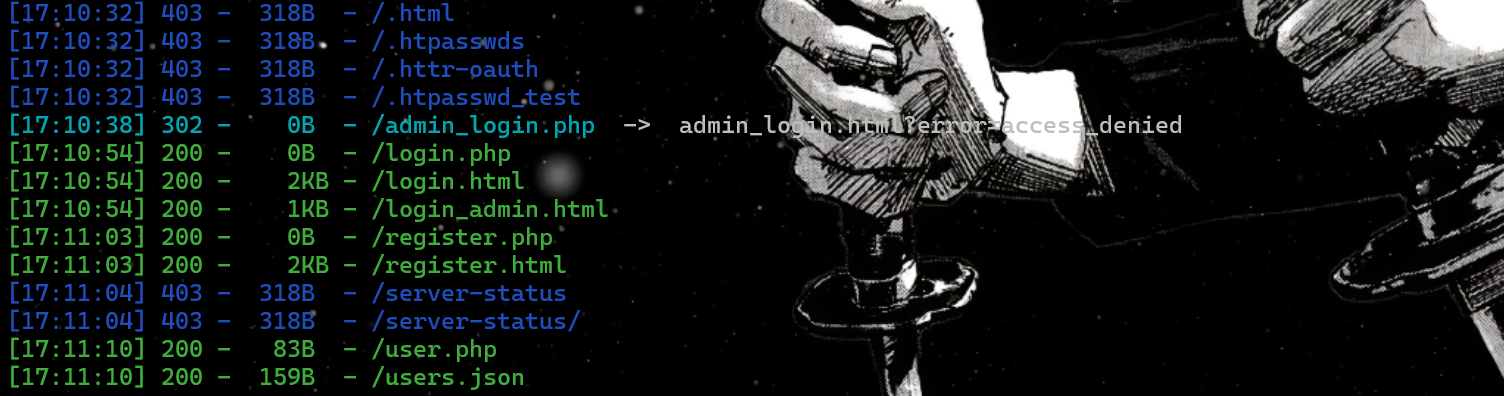 [17:10:32] 403 - 318B - /.html
[17:10:32] 403 - 318B - /.htpasswds
[17:10:32] 403 - 318B - /.httr-oauth
[17:10:32] 403 - 318B - /.htpasswd_test
[17:10:38] 302 - 0B - /admin_login.php -> admin_login.html?error=access_denied
[17:10:54] 200 - 0B - /login.php
[17:10:54] 200 - 2KB - /login.html
[17:10:54] 200 - 1KB - /login_admin.html
[17:11:03] 200 - 0B - /register.php
[17:11:03] 200 - 2KB - /register.html
[17:11:04] 403 - 318B - /server-status
[17:11:04] 403 - 318B - /server-status/
[17:11:10] 200 - 83B - /user.php
[17:11:10] 200 - 159B - /users.json